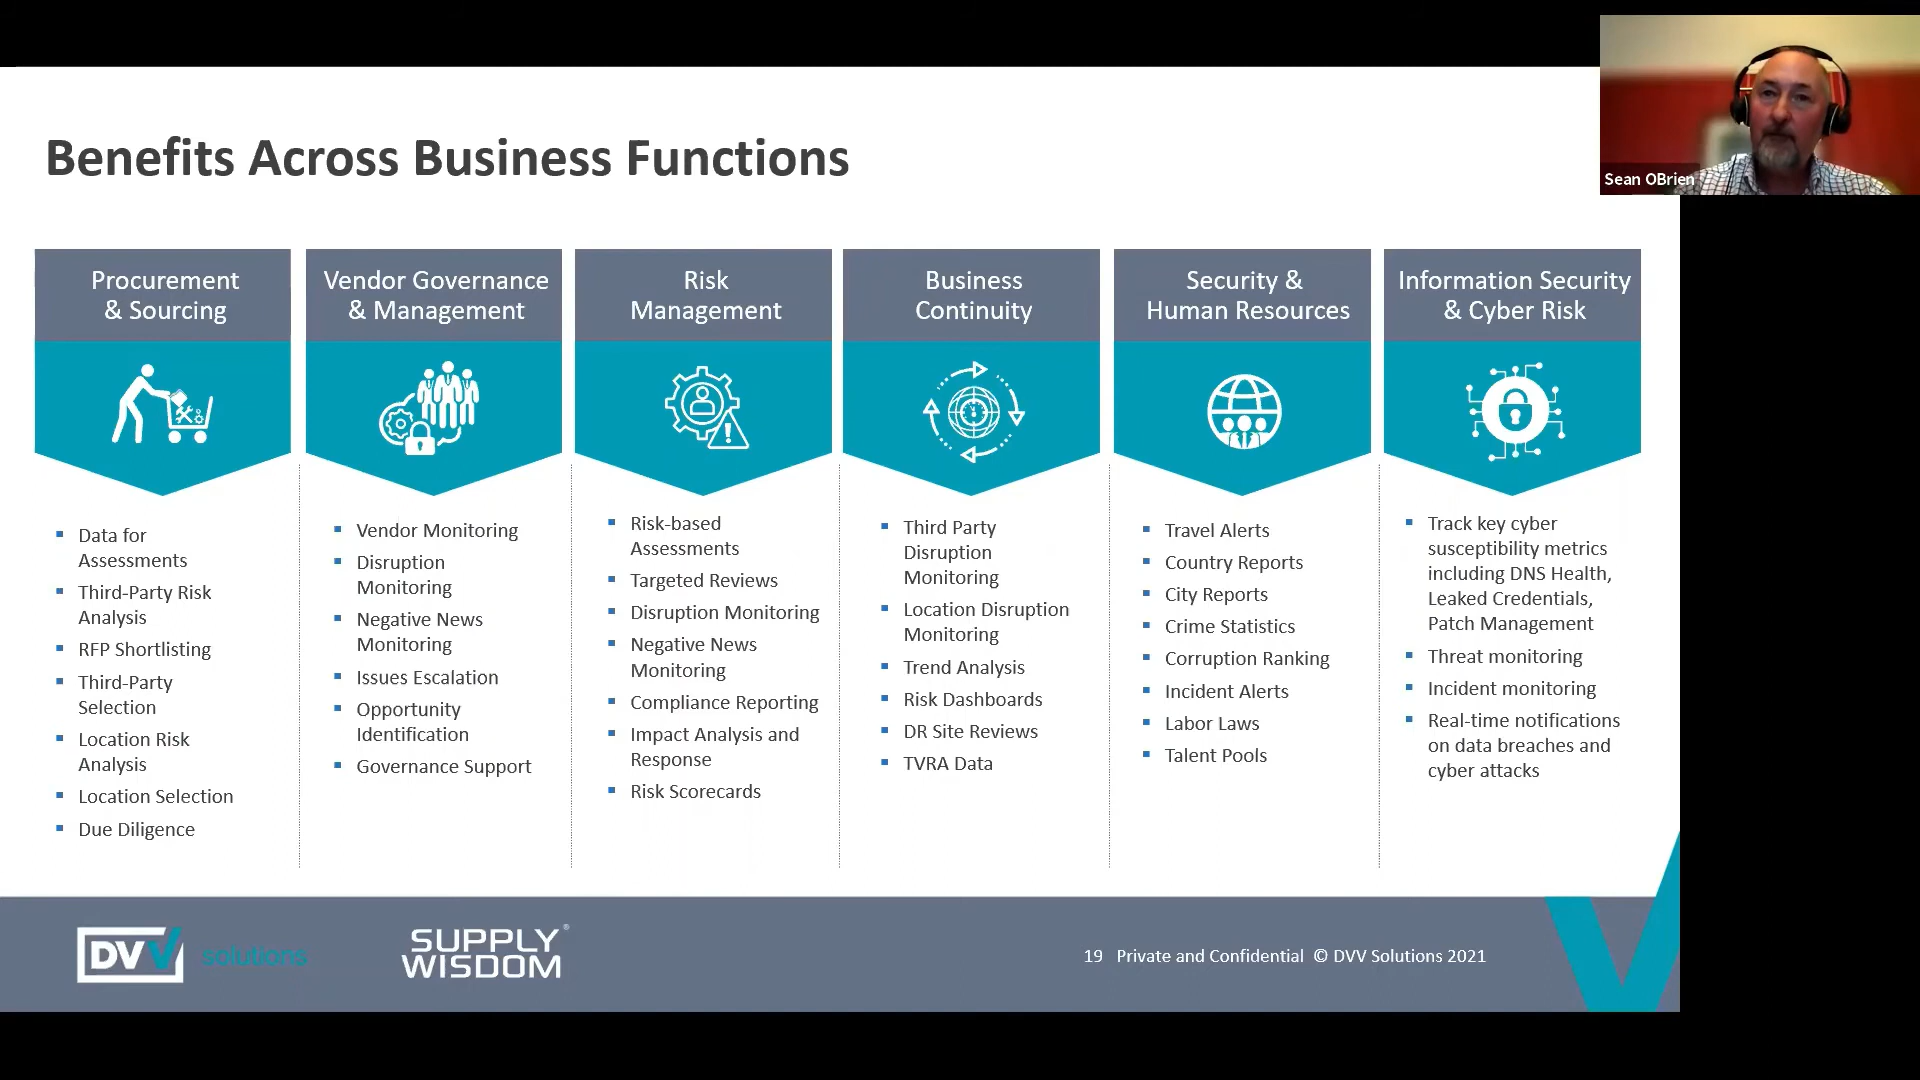 Sean OBrien
Benefits Across Business Functions
Procurement
& Sourcing
Data for
Assessments
Third-Party Risk
Analysis
RFP Shortlisting
Third-Party
Selection
Location Risk
Analysis
Location Selection
Due Diligence
Vendor Governance
& Management
Vendor Monitoring
Disruption
Monitoring
Negative News
Monitoring
Issues Escalation
Opportunity
Identification
Governance Support
Risk
Management
Risk-based
Assessments
Targeted Reviews
Disruption Monitoring
Negative News
Monitoring
Compliance Reporting
Impact Analysis and
Response
Risk Scorecards
Business
Continuity
Third Party
Disruption
Monitoring
Location Disruption
Monitoring
Trend Analysis
Risk Dashboards
DR Site Reviews
TVRA Data
Security &
Human Resources
Travel Alerts
Country Reports
City Reports
Crime Statistics
Corruption Ranking
Incident Alerts
Labor Laws
Talent Pools
Information Security
& Cyber Risk
Track key cyber
susceptibility metrics
including DNS Health,
Leaked Credentials,
Patch Management
Threat monitoring
Incident monitoring
Real-time notifications
on data breaches and
cyber attacks
DVV solutions
SUPPLY
WISDOM®
19 Private and Confidential © DVV Solutions 2021